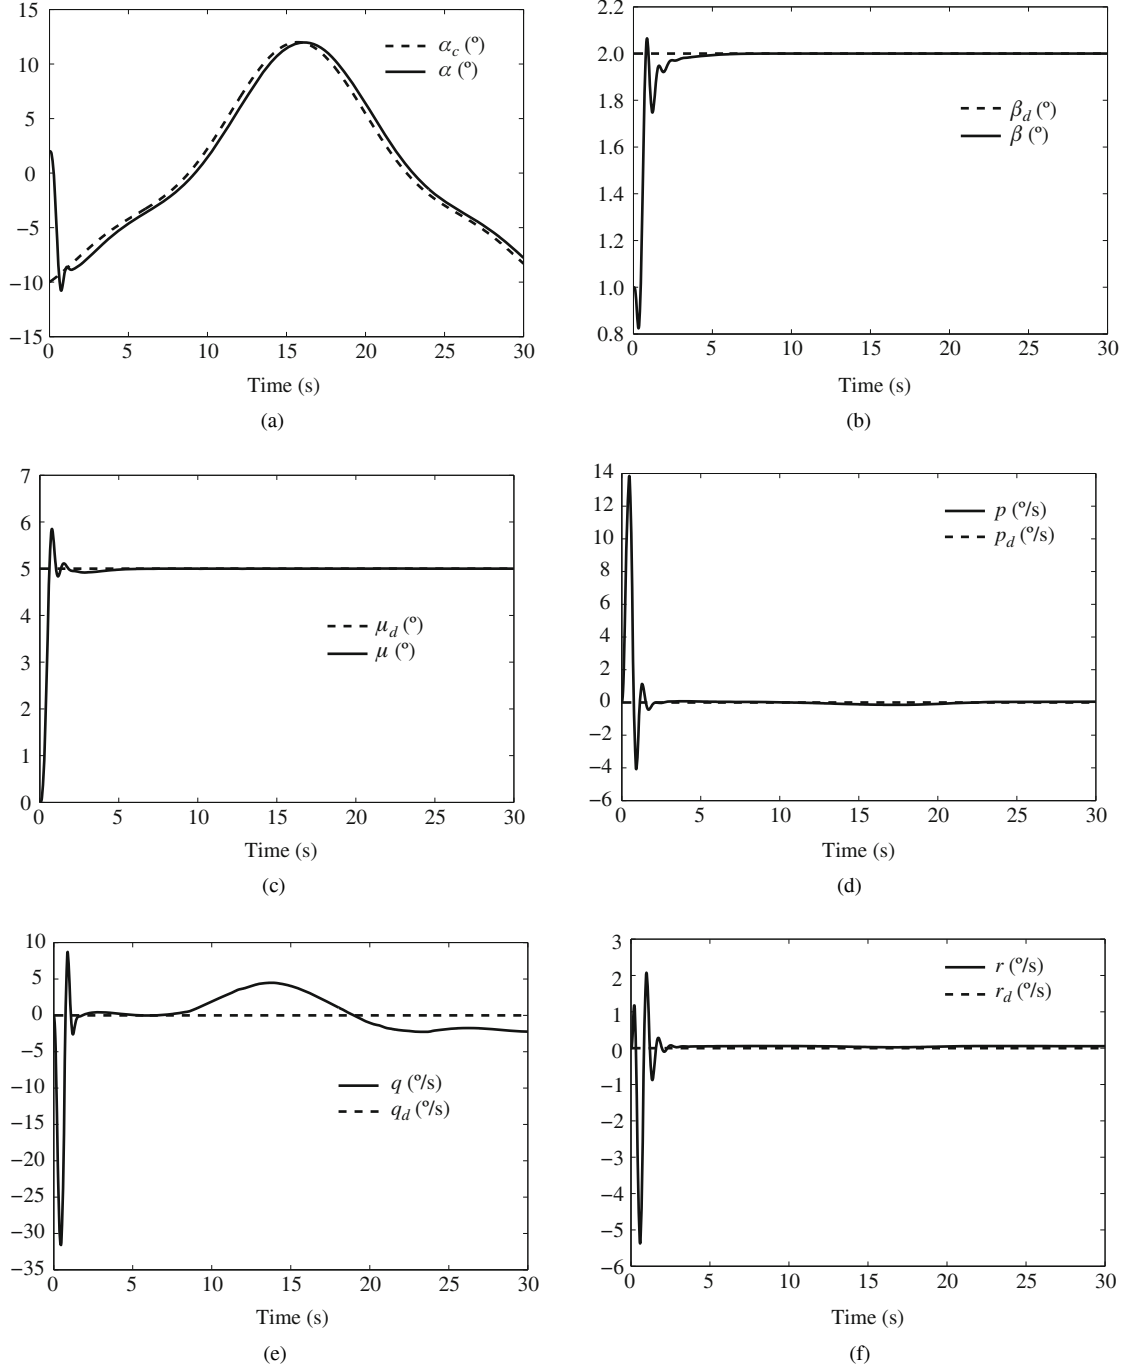 15
10
5
0
−5
−10
−15
α_c (º)
α (º)
0 5 10 15 20 25 30
Time (s)
(a)
2.2
2.0
1.8
1.6
1.4
1.2
1.0
0.8
β_d (º)
β (º)
0 5 10 15 20 25 30
Time (s)
(b)
7
6
5
4
3
2
1
0
μ_d (º)
μ (º)
0 5 10 15 20 25 30
Time (s)
(c)
14
12
10
8
6
4
2
0
−2
−4
−6
p (º/s)
p_d (º/s)
0 5 10 15 20 25 30
Time (s)
(d)
10
5
0
−5
−10
−15
−20
−25
−30
−35
q (º/s)
q_d (º/s)
0 5 10 15 20 25 30
Time (s)
(e)
3
2
1
0
−1
−2
−3
−4
−5
−6
r (º/s)
r_d (º/s)
0 5 10 15 20 25 30
Time (s)
(f)